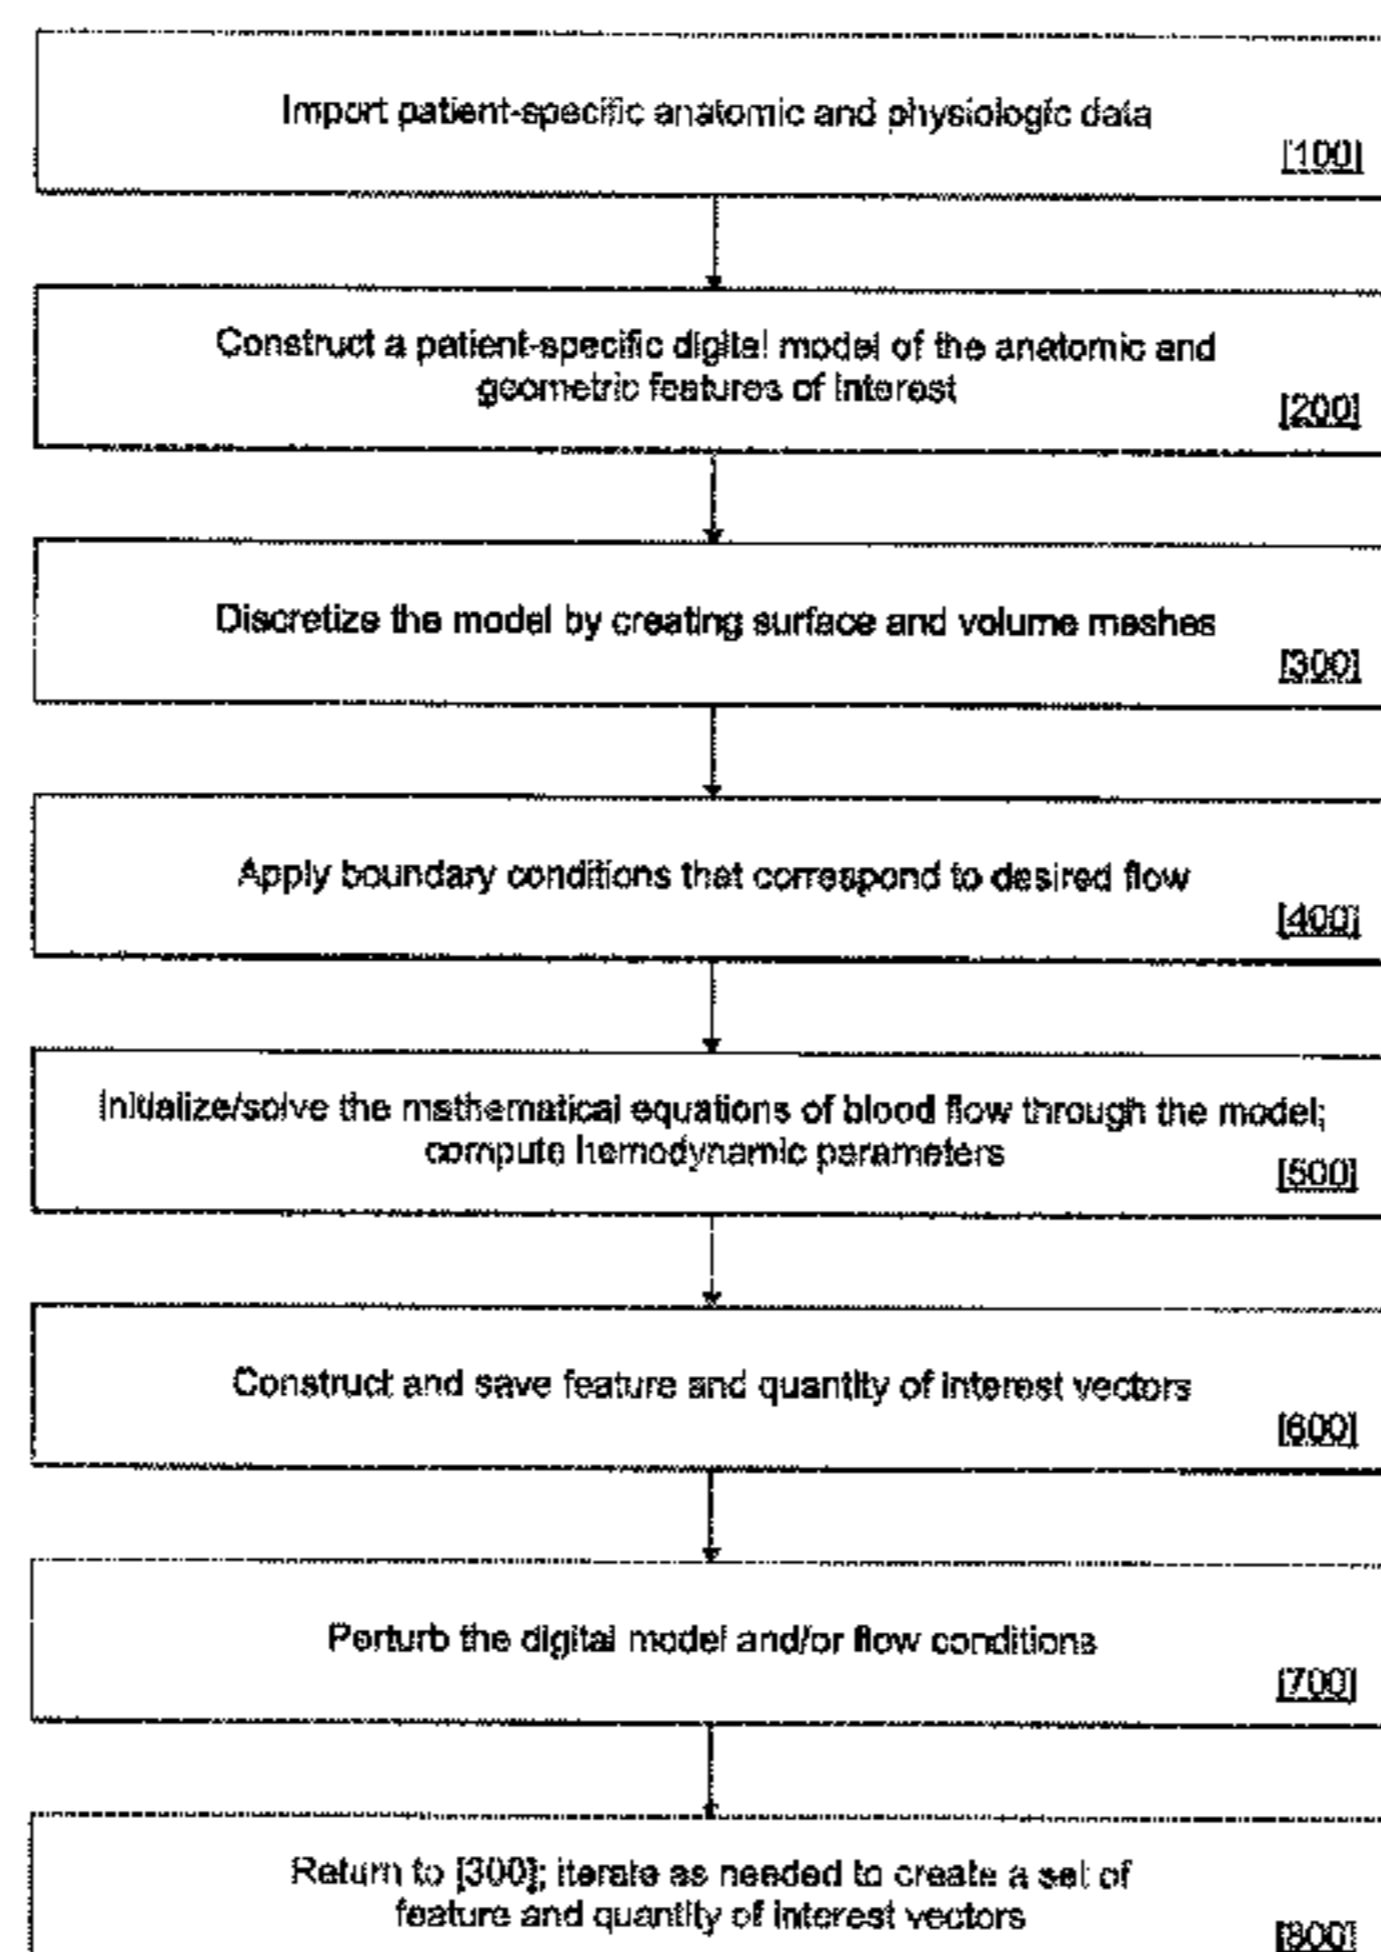 Import patient-specific anatomic and physiologic data
[100]
Construct a patient-specific digital model of the anatomic and
geometric features of interest
[200]
Discretize the model by creating surface and volume meshes
[300]
Apply boundary conditions that correspond to desired flow
[400]
Initialize/solve the mathematical equations of blood flow through the model;
compute hemodynamic parameters
[500]
Construct and save feature and quantity of interest vectors
[600]
Perturb the digital model and/or flow conditions
[700]
Return to [300]; iterate as needed to create a set of
feature and quantity of interest vectors
[800]